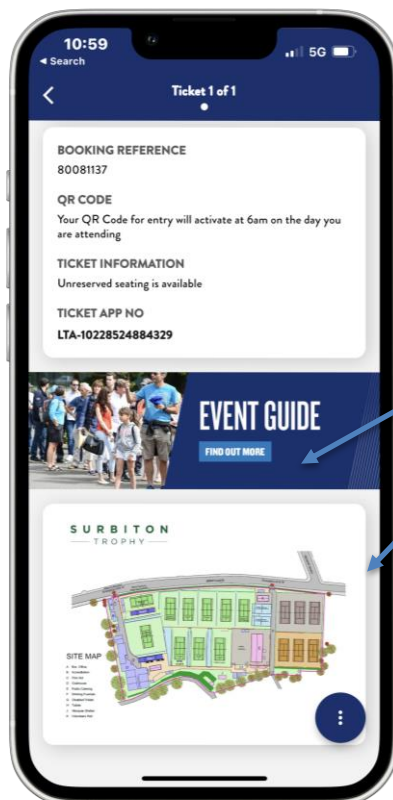 10:59
5G
◀ Search
Ticket 1 of 1
BOOKING REFERENCE
80081137
QR CODE
Your QR Code for entry will activate at 6am on the day you
are attending
TICKET INFORMATION
Unreserved seating is available
TICKET APP NO
LTA-10228524884329
EVENT GUIDE
FIND OUT MORE
SURBITON
TROPHY
SITE MAP